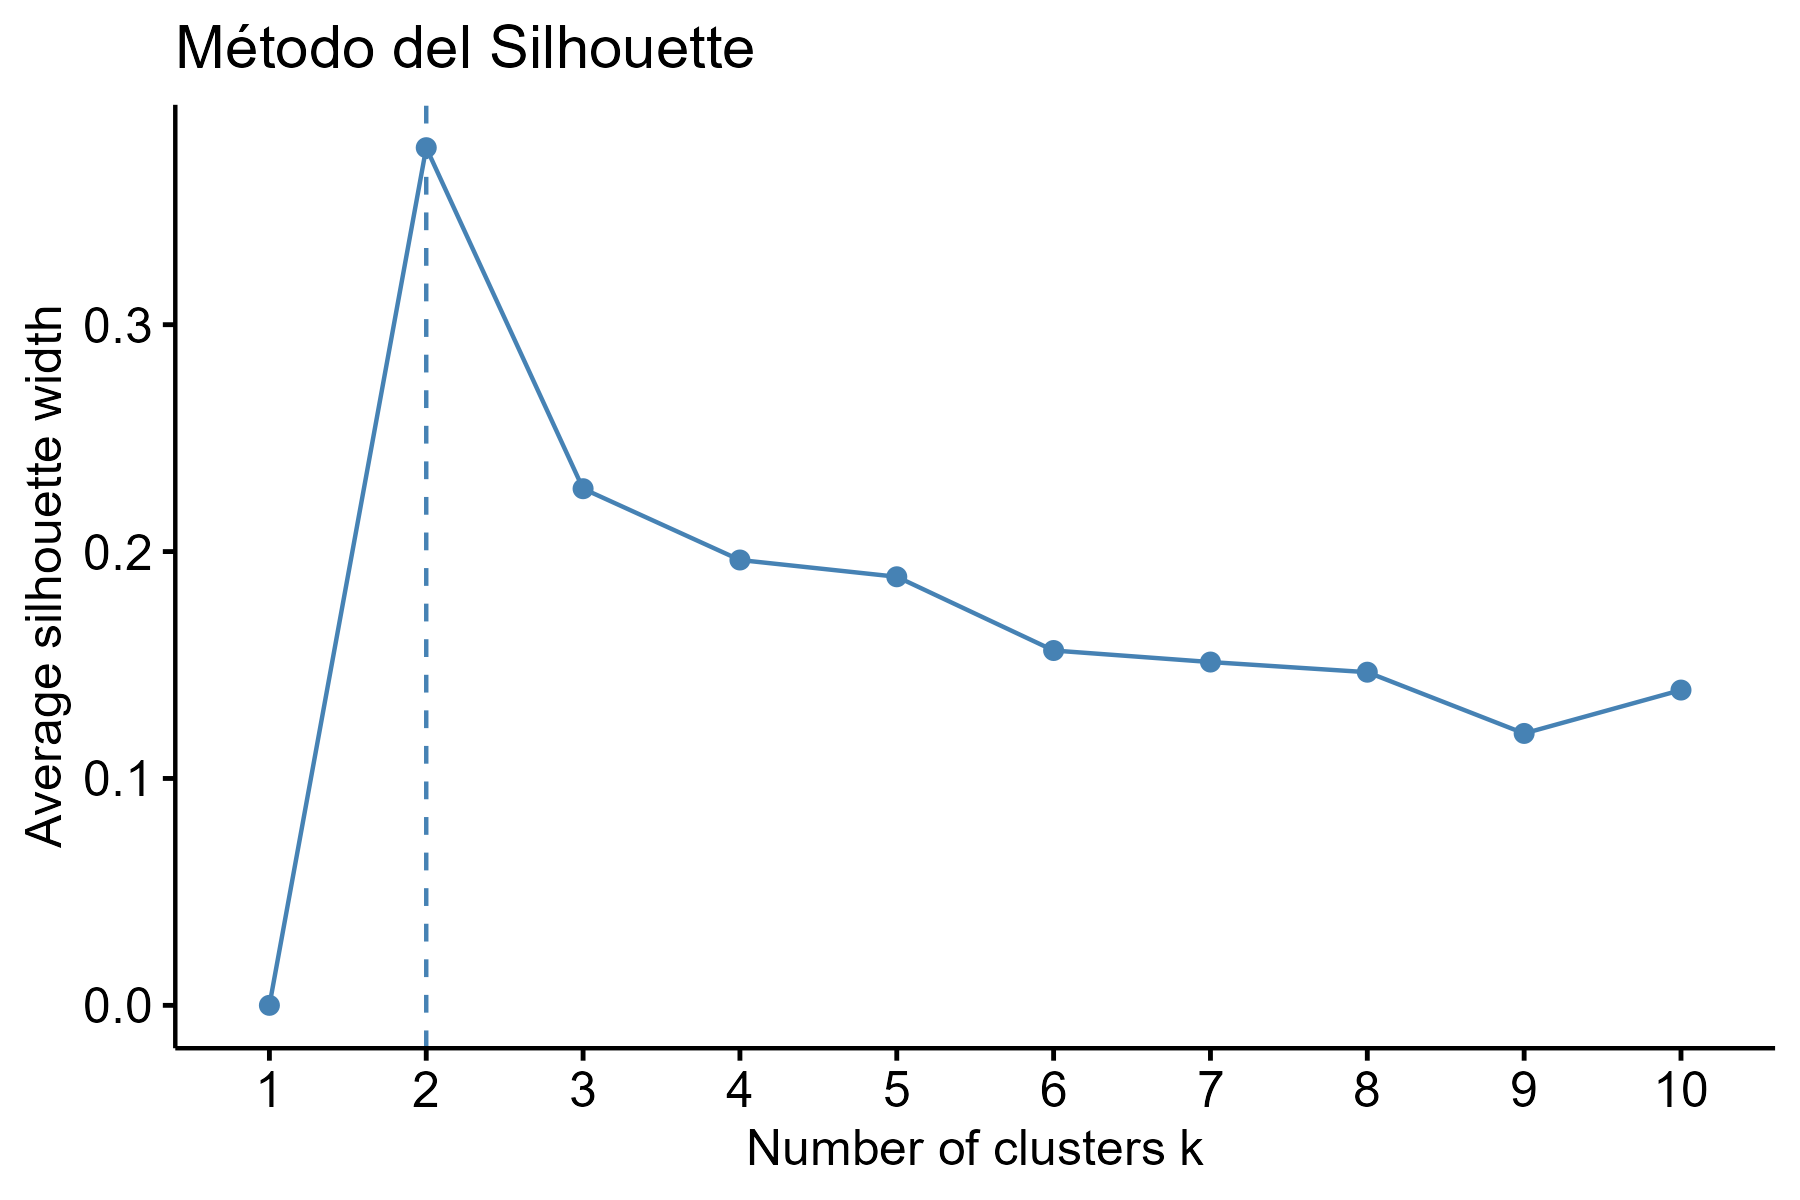 Método del Silhouette
Average silhouette width
0.3
0.2
0.1
0.0
1 2 3 4 5 6 7 8 9 10
Number of clusters k